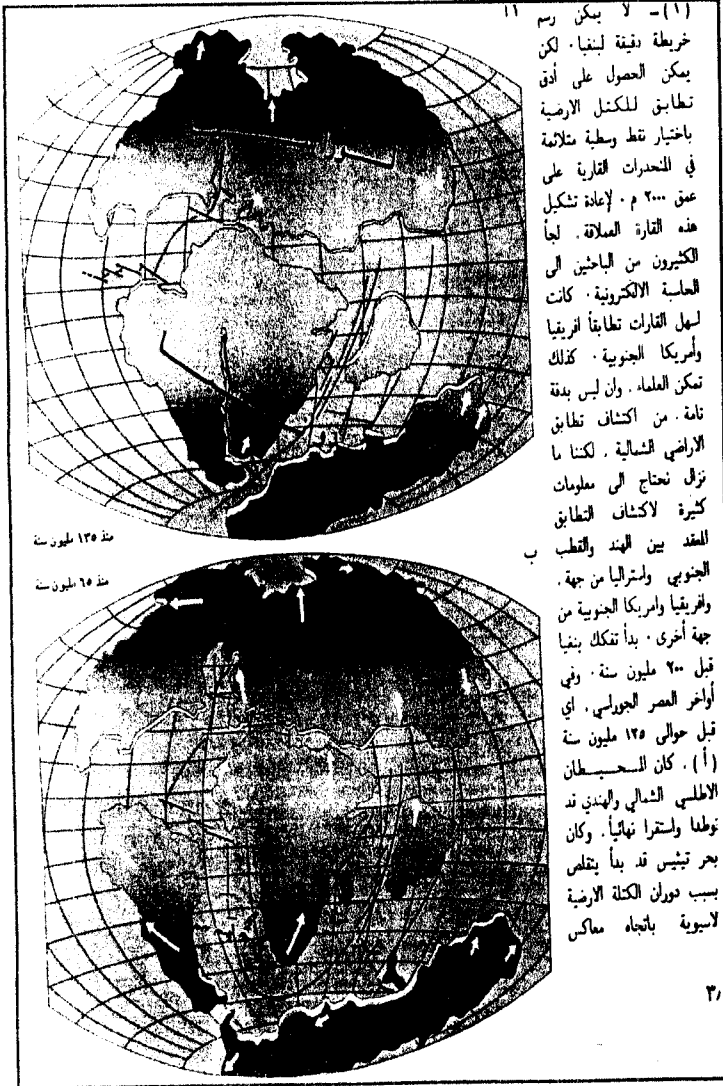 ١١
(١)ـ لا يمكن رسم
خريطة دقيقة لبنفيا. لكن
يمكن الحصول على أدق
تطابق للكتل الارضية
باختيار نقط وسطية متلائمة
في المنحدرات القارية على
عمق ٢٠٠٠ م. لإعادة تشكيل
هذه القارة العملاقة. لجأ
الكثيرون من الباحثين الى
الحاسبة الالكترونية. كانت
اسهل القارات تطابقاً افريقيا
وأمريكا الجنوبية. كذلك
تمكن العلماء. وان ليس بدقة
تامة. من اكتشاف تطابق
الاراضي الشمالية. لكننا ما
نزال نحتاج الى معلومات
كثيرة لاكتشاف التطابق
المعقد بين الهند والقطب
الجنوبي واستراليا من جهة.
وافريقيا وامريكا الجنوبية من
جهة أخرى. بدأ تفكك بنفيا
قبل ٢٠٠ مليون سنة. وفي
أواخر العصر الجوراسي. اي
قبل حوالى ١٣٥ مليون سنة
(أ). كان المحيطان
الاطلسي الشمالي والهندي قد
توطدا واستقرا نهائياً. وكان
بحر تيثيس قد بدأ يتقلص
بسبب دوران الكتلة الارضية
لاسيوية باتجاه معاكس
منذ ١٣٥ مليون سنة
ب
منذ ٦٥ مليون سنة